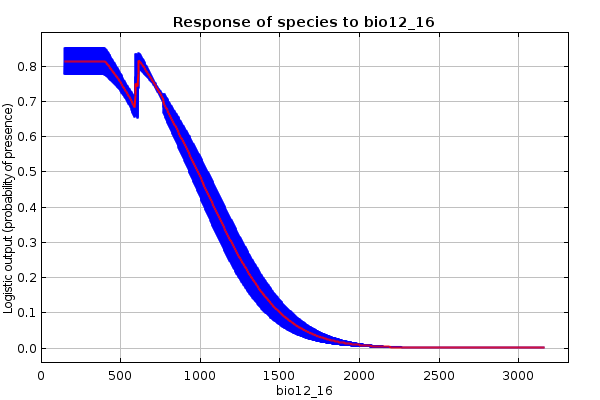 Response of species to bio12_16
Logistic output (probability of presence)
0.8
0.7
0.6
0.5
0.4
0.3
0.2
0.1
0.0
0 500 1000 1500 2000 2500 3000
bio12_16